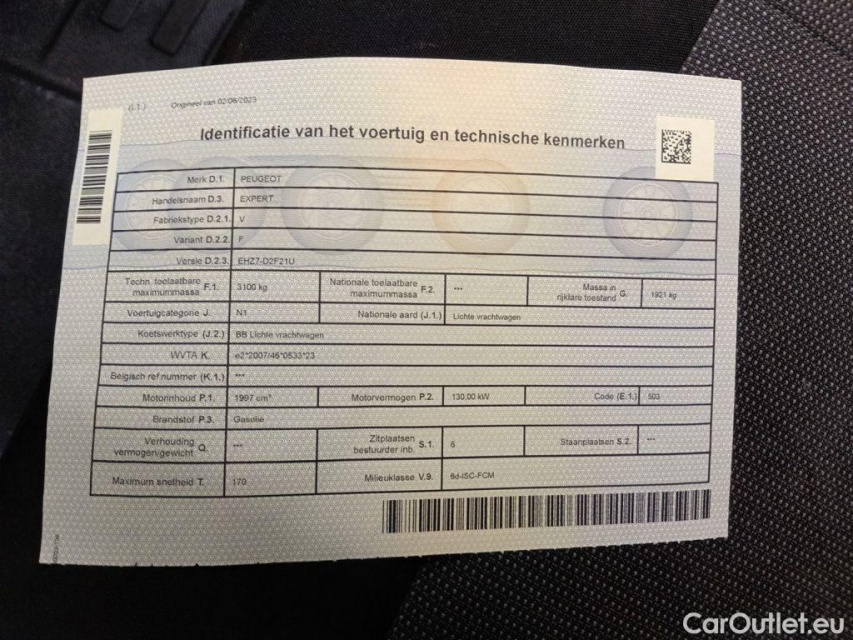 (I.1.) Origineel van 02/08/2023
Identificatie van het voertuig en technische kenmerken
Merk D.1. PEUGEOT
Handelsnaam D.3. EXPERT
Fabriekstype D.2.1. V
Variant D.2.2. F
Versie D.2.3. EHZ7-D2F21U
Techn. toelaatbare maximummassa F.1. 3100 kg Nationale toelaatbare maximummassa F.2. *** Massa in rijklare toestand G. 1921 kg
Voertuigcategorie J. N1 Nationale aard (J.1.) Lichte vrachtwagen
Koetswerktype (J.2.) BB Lichte vrachtwagen
WVTA K. e2*2007/46*0533*23
Belgisch ref.nummer (K.1.) ***
Motorinhoud P.1. 1997 cm³ Motorvermogen P.2. 130,00 kW Code (E.1.) 503
Brandstof P.3. Gasolie
Verhouding vermogen/gewicht Q. *** Zitplaatsen bestuurder inb. S.1. 6 Staanplaatsen S.2. ***
Maximum snelheid T. 170 Milieuklasse V.9. 6d-ISC-FCM
CarOutlet.eu